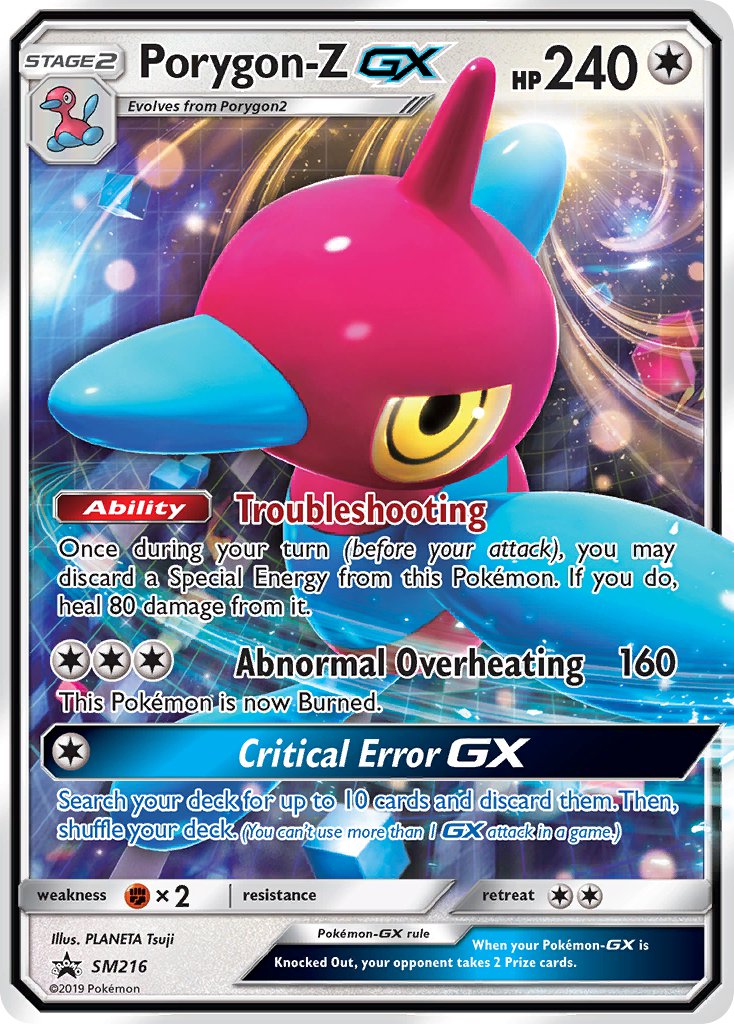 STAGE2
Porygon-Z GX
HP 240
Evolves from Porygon2
Ability Troubleshooting
Once during your turn (before your attack), you may
discard a Special Energy from this Pokémon. If you do,
heal 80 damage from it.
Abnormal Overheating 160
This Pokémon is now Burned.
Critical Error GX
Search your deck for up to 10 cards and discard them. Then,
shuffle your deck. (You can't use more than 1 GX attack in a game.)
weakness × 2 resistance retreat
Illus. PLANETA Tsuji
PROMO SM216
©2019 Pokémon
Pokémon-GX rule
When your Pokémon-GX is
Knocked Out, your opponent takes 2 Prize cards.